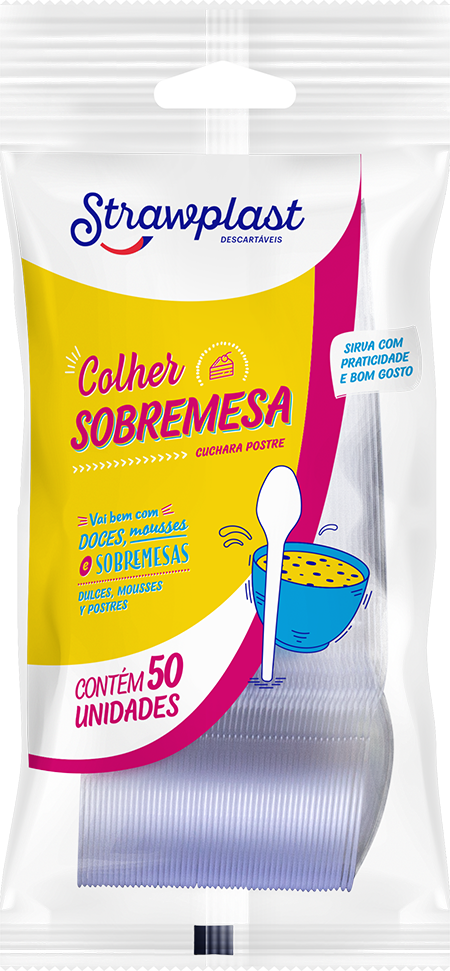 Strawplast
DESCARTÁVEIS
SIRVA COM
PRATICIDADE
E BOM GOSTO
Colher
SOBREMESA
CUCHARA POSTRE
Vai bem com
DOCES, mousses
e SOBREMESAS
DULCES, MOUSSES
Y POSTRES
CONTÉM 50
UNIDADES